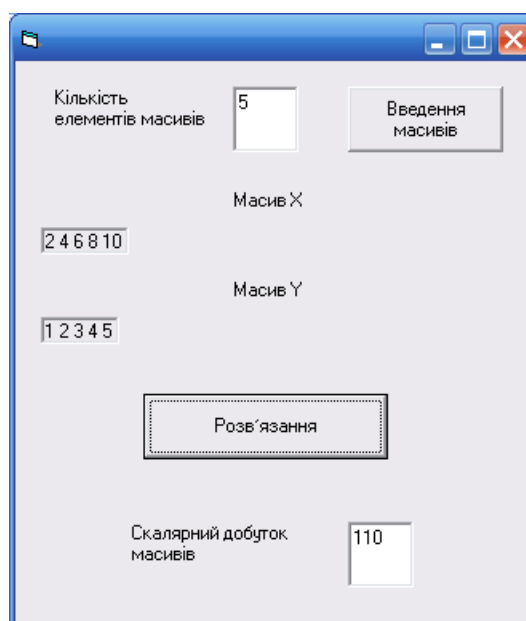 Кількість
елементів масивів
5
Введення
масивів
Масив X
2 4 6 8 10
Масив Y
1 2 3 4 5
Розв´язання
Скалярний добуток
масивів
110